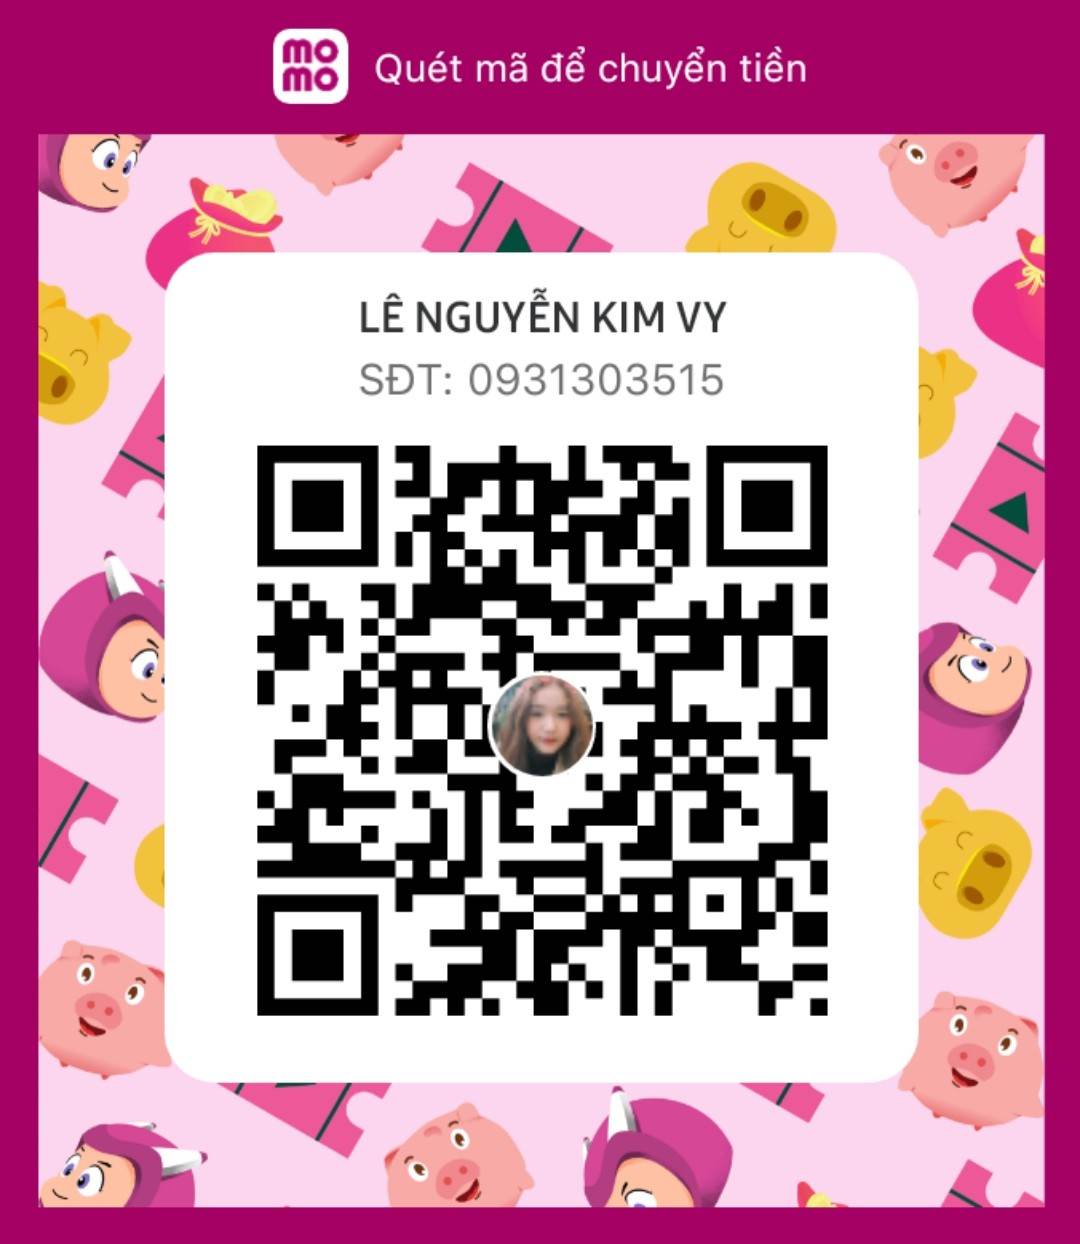 mo
mo
Quét mã để chuyển tiền
LÊ NGUYỄN KIM VY
SĐT: 0931303515